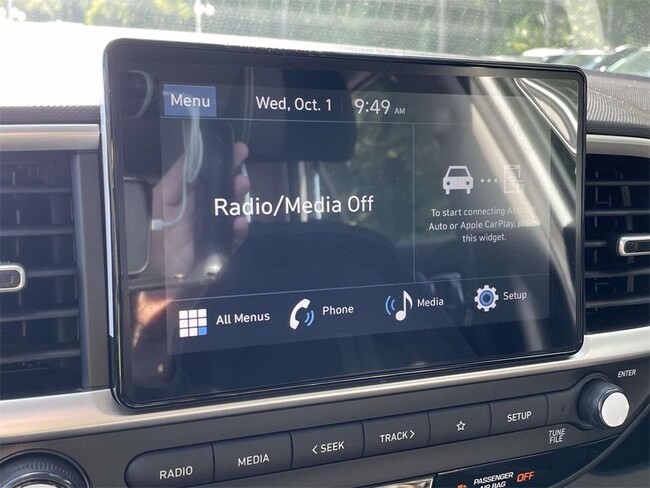 Menu
Wed, Oct. 1 9:49 AM
Radio/Media Off
To start connecting
Auto or Apple CarPlay,
this widget.
All Menus
Phone
Media
Setup
RADIO
MEDIA
< SEEK
TRACK >
☆
SETUP
ENTER
TUNE
FILE
PASSENGER
AIR BAG OFF